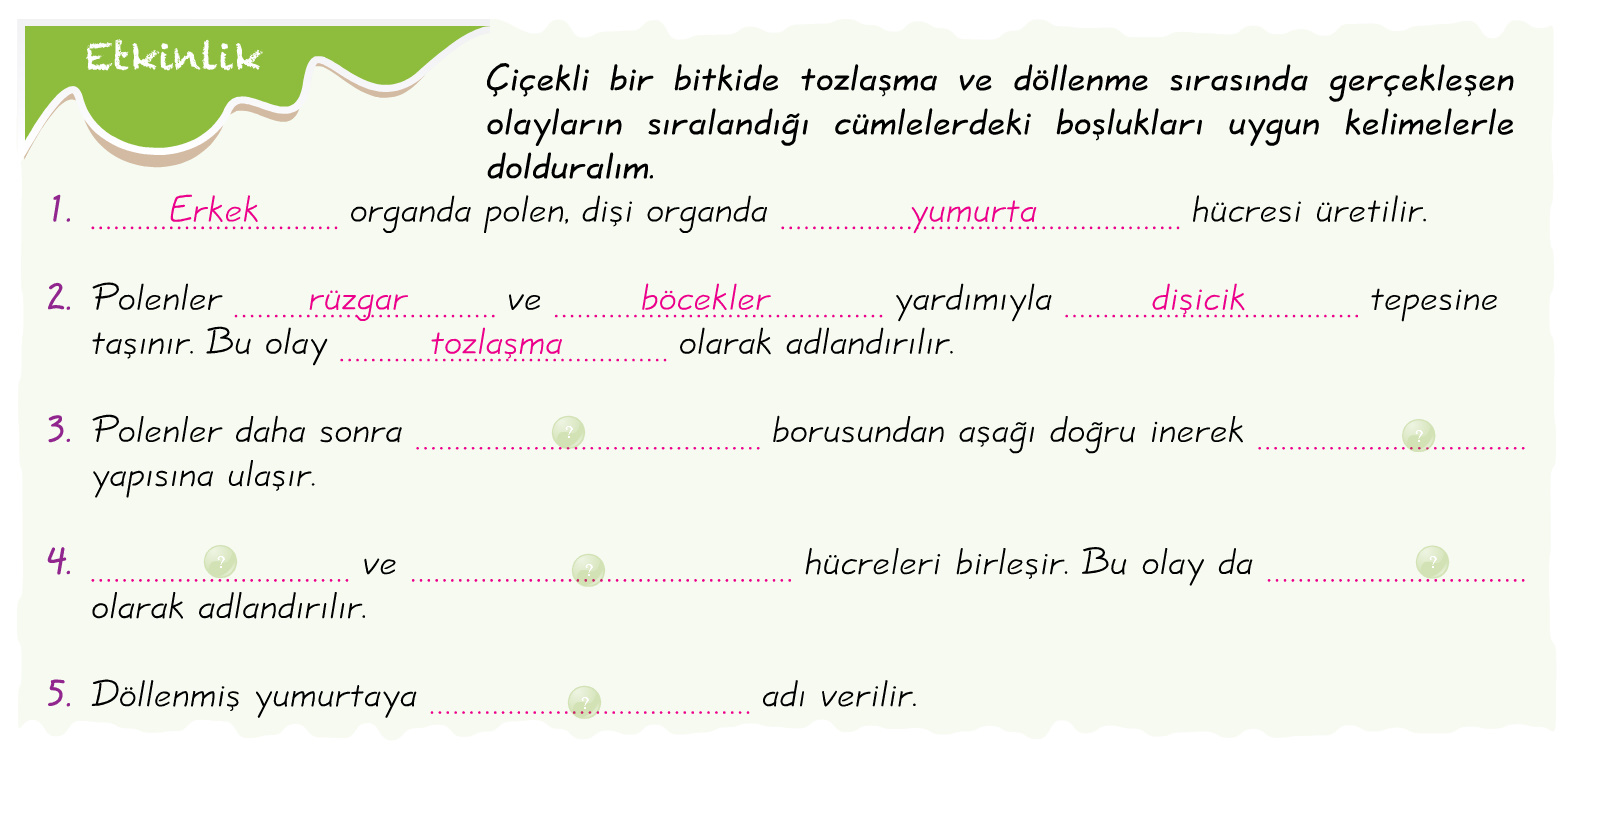 Etkinlik
Çiçekli bir bitkide tozlaşma ve döllenme sırasında gerçekleşen
olayların sıralandığı cümlelerdeki boşlukları uygun kelimelerle
dolduralım.
1. Erkek organda polen, dişi organda yumurta hücresi üretilir.
2. Polenler rüzgar ve böcekler yardımıyla dişicik tepesine
taşınır. Bu olay tozlaşma olarak adlandırılır.
3. Polenler daha sonra ? borusundan aşağı doğru inerek ?
yapısına ulaşır.
4. ? ve ? hücreleri birleşir. Bu olay da ?
olarak adlandırılır.
5. Döllenmiş yumurtaya ? adı verilir.